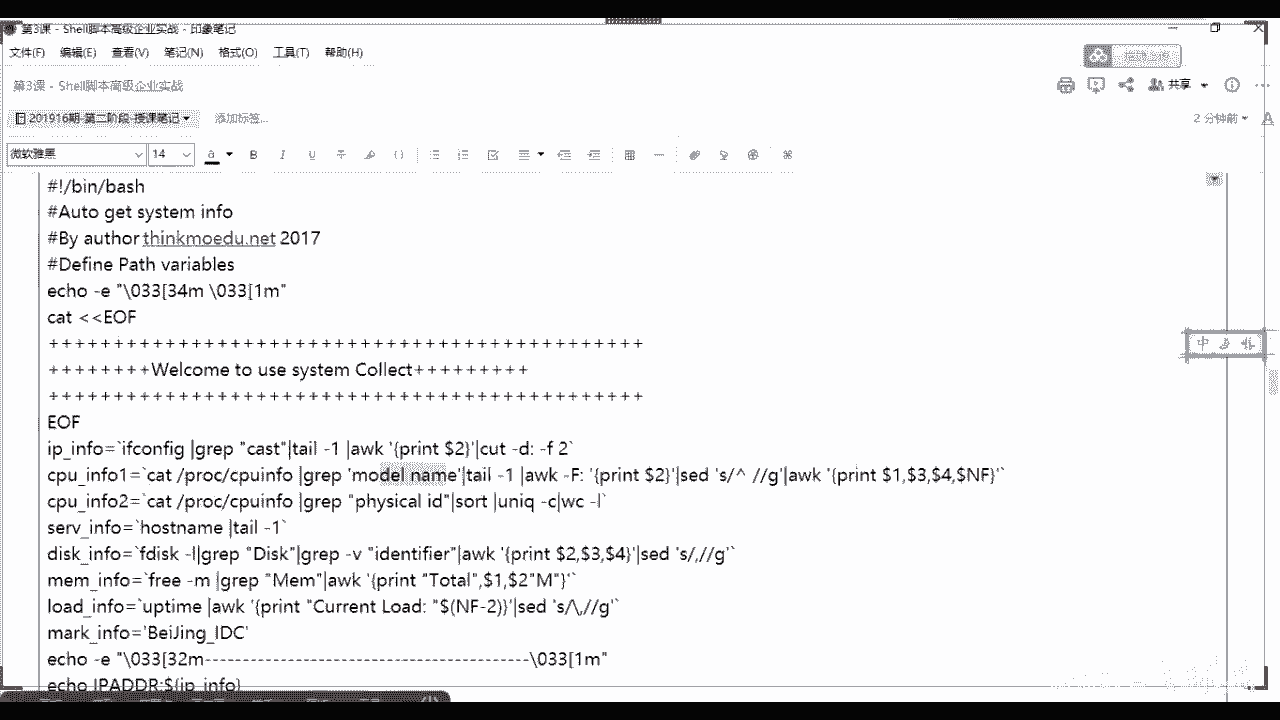 第3课 - Shell脚本高级企业实战 - 印象笔记
文件(F) 编辑(E) 查看(V) 笔记(N) 格式(O) 工具(T) 帮助(H)
第3课 - Shell脚本高级企业实战
共享
201916期-第二阶段-授课笔记 添加标签...
2 分钟前
微软雅黑 14
#!/bin/bash
#Auto get system info
#By author thinkmoedu.net 2017
#Define Path variables
echo -e "\033[34m \033[1m"
cat <<EOF
++++++++++++++++++++++++++++++++++++++++++++++
++++++++Welcome to use system Collect+++++++++
++++++++++++++++++++++++++++++++++++++++++++++
EOF
ip_info=`ifconfig |grep "cast"|tail -1 |awk '{print $2}'|cut -d: -f 2`
cpu_info1=`cat /proc/cpuinfo |grep 'model name'|tail -1 |awk -F: '{print $2}'|sed 's/^ //g'|awk '{print $1,$3,$4,$NF}'`
cpu_info2=`cat /proc/cpuinfo |grep "physical id"|sort |uniq -c|wc -l`
serv_info=`hostname |tail -1`
disk_info=`fdisk -l|grep "Disk"|grep -v "identifier"|awk '{print $2,$3,$4}'|sed 's/,//g'`
mem_info=`free -m |grep "Mem"|awk '{print "Total",$1,$2"M"}'`
load_info=`uptime |awk '{print "Current Load: "$(NF-2)}'|sed 's/\,//g'`
mark_info='BeiJing_IDC'
echo -e "\033[32m-------------------------------------------\033[1m"
echo IPADDR:${ip_info}
中